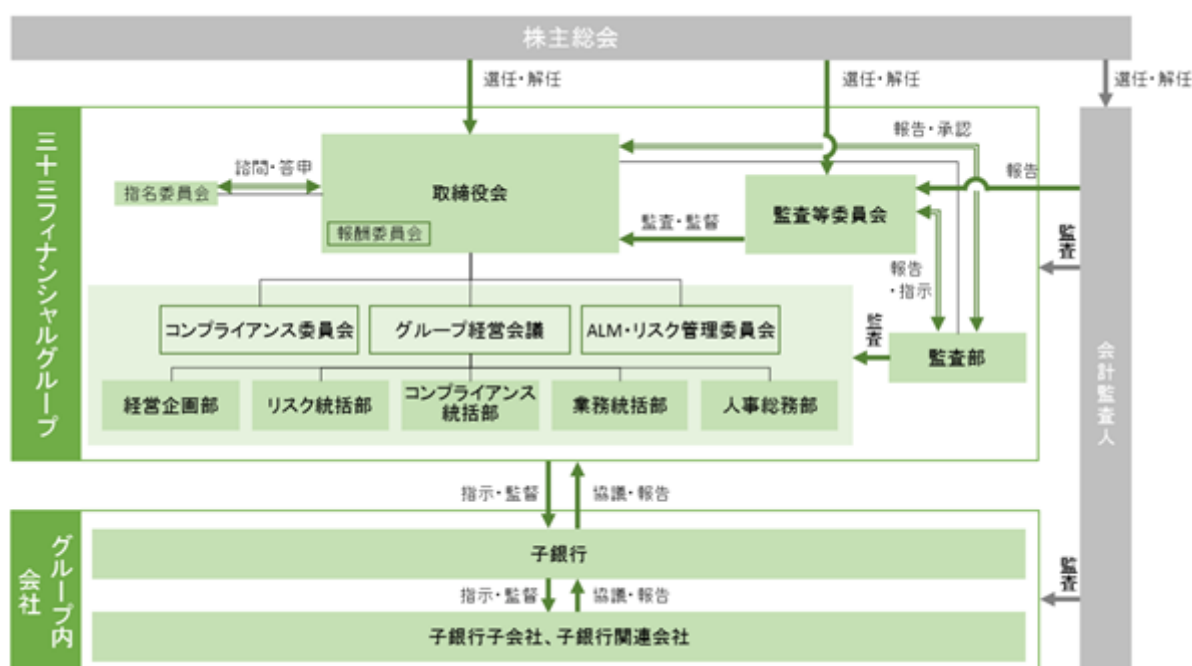 株主総会
選任・解任
選任・解任
選任・解任
三十三フィナンシャルグループ
諮問・答申
指名委員会
取締役会
報酬委員会
監査・監督
監査等委員会
報告・承認
報告
報告
・指示
監査
監査部
監査
会計監査人
コンプライアンス委員会
グループ経営会議
ALM・リスク管理委員会
経営企画部
リスク統括部
コンプライアンス
統括部
業務統括部
人事総務部
指示・監督
協議・報告
グループ内
会社
子銀行
指示・監督
協議・報告
監査
子銀行子会社、子銀行関連会社